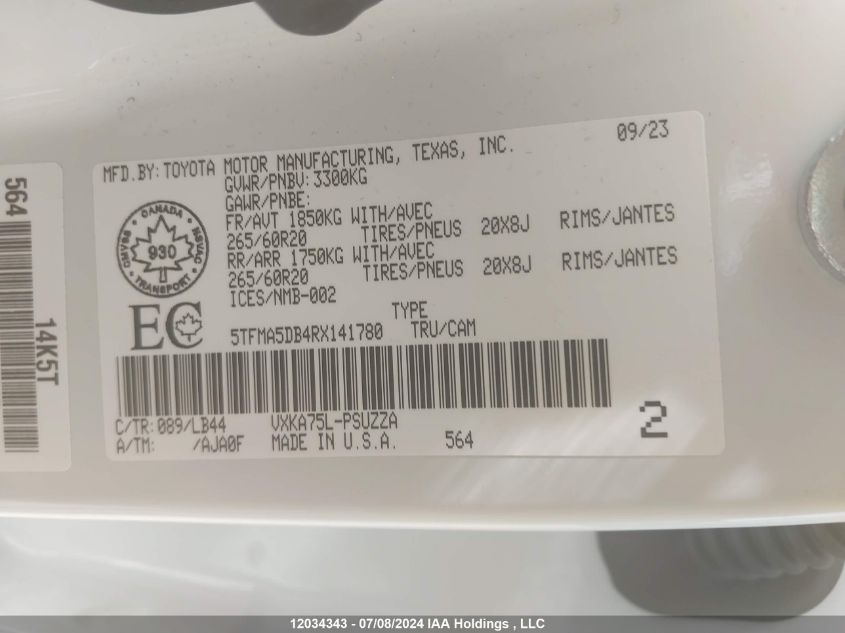 MFD.BY: TOYOTA MOTOR MANUFACTURING, TEXAS, INC. 09/23
GVWR/PNBV: 3300KG
GAWR/PNBE:
FR/AVT 1850KG WITH/AVEC
265/60R20 TIRES/PNEUS 20X8J RIMS/JANTES
RR/ARR 1750KG WITH/AVEC
265/60R20 TIRES/PNEUS 20X8J RIMS/JANTES
ICES/NMB-002
CANADA
930
TRANSPORT
NSVAC
CMVSS
EC
TYPE
5TFMA5DB4RX141780 TRU/CAM
C/TR: 089/LB44 VXKA75L-PSUZZA
A/TM: /AJA0F MADE IN U.S.A. 564
2
564
14K5T
12034343 - 07/08/2024 IAA Holdings , LLC